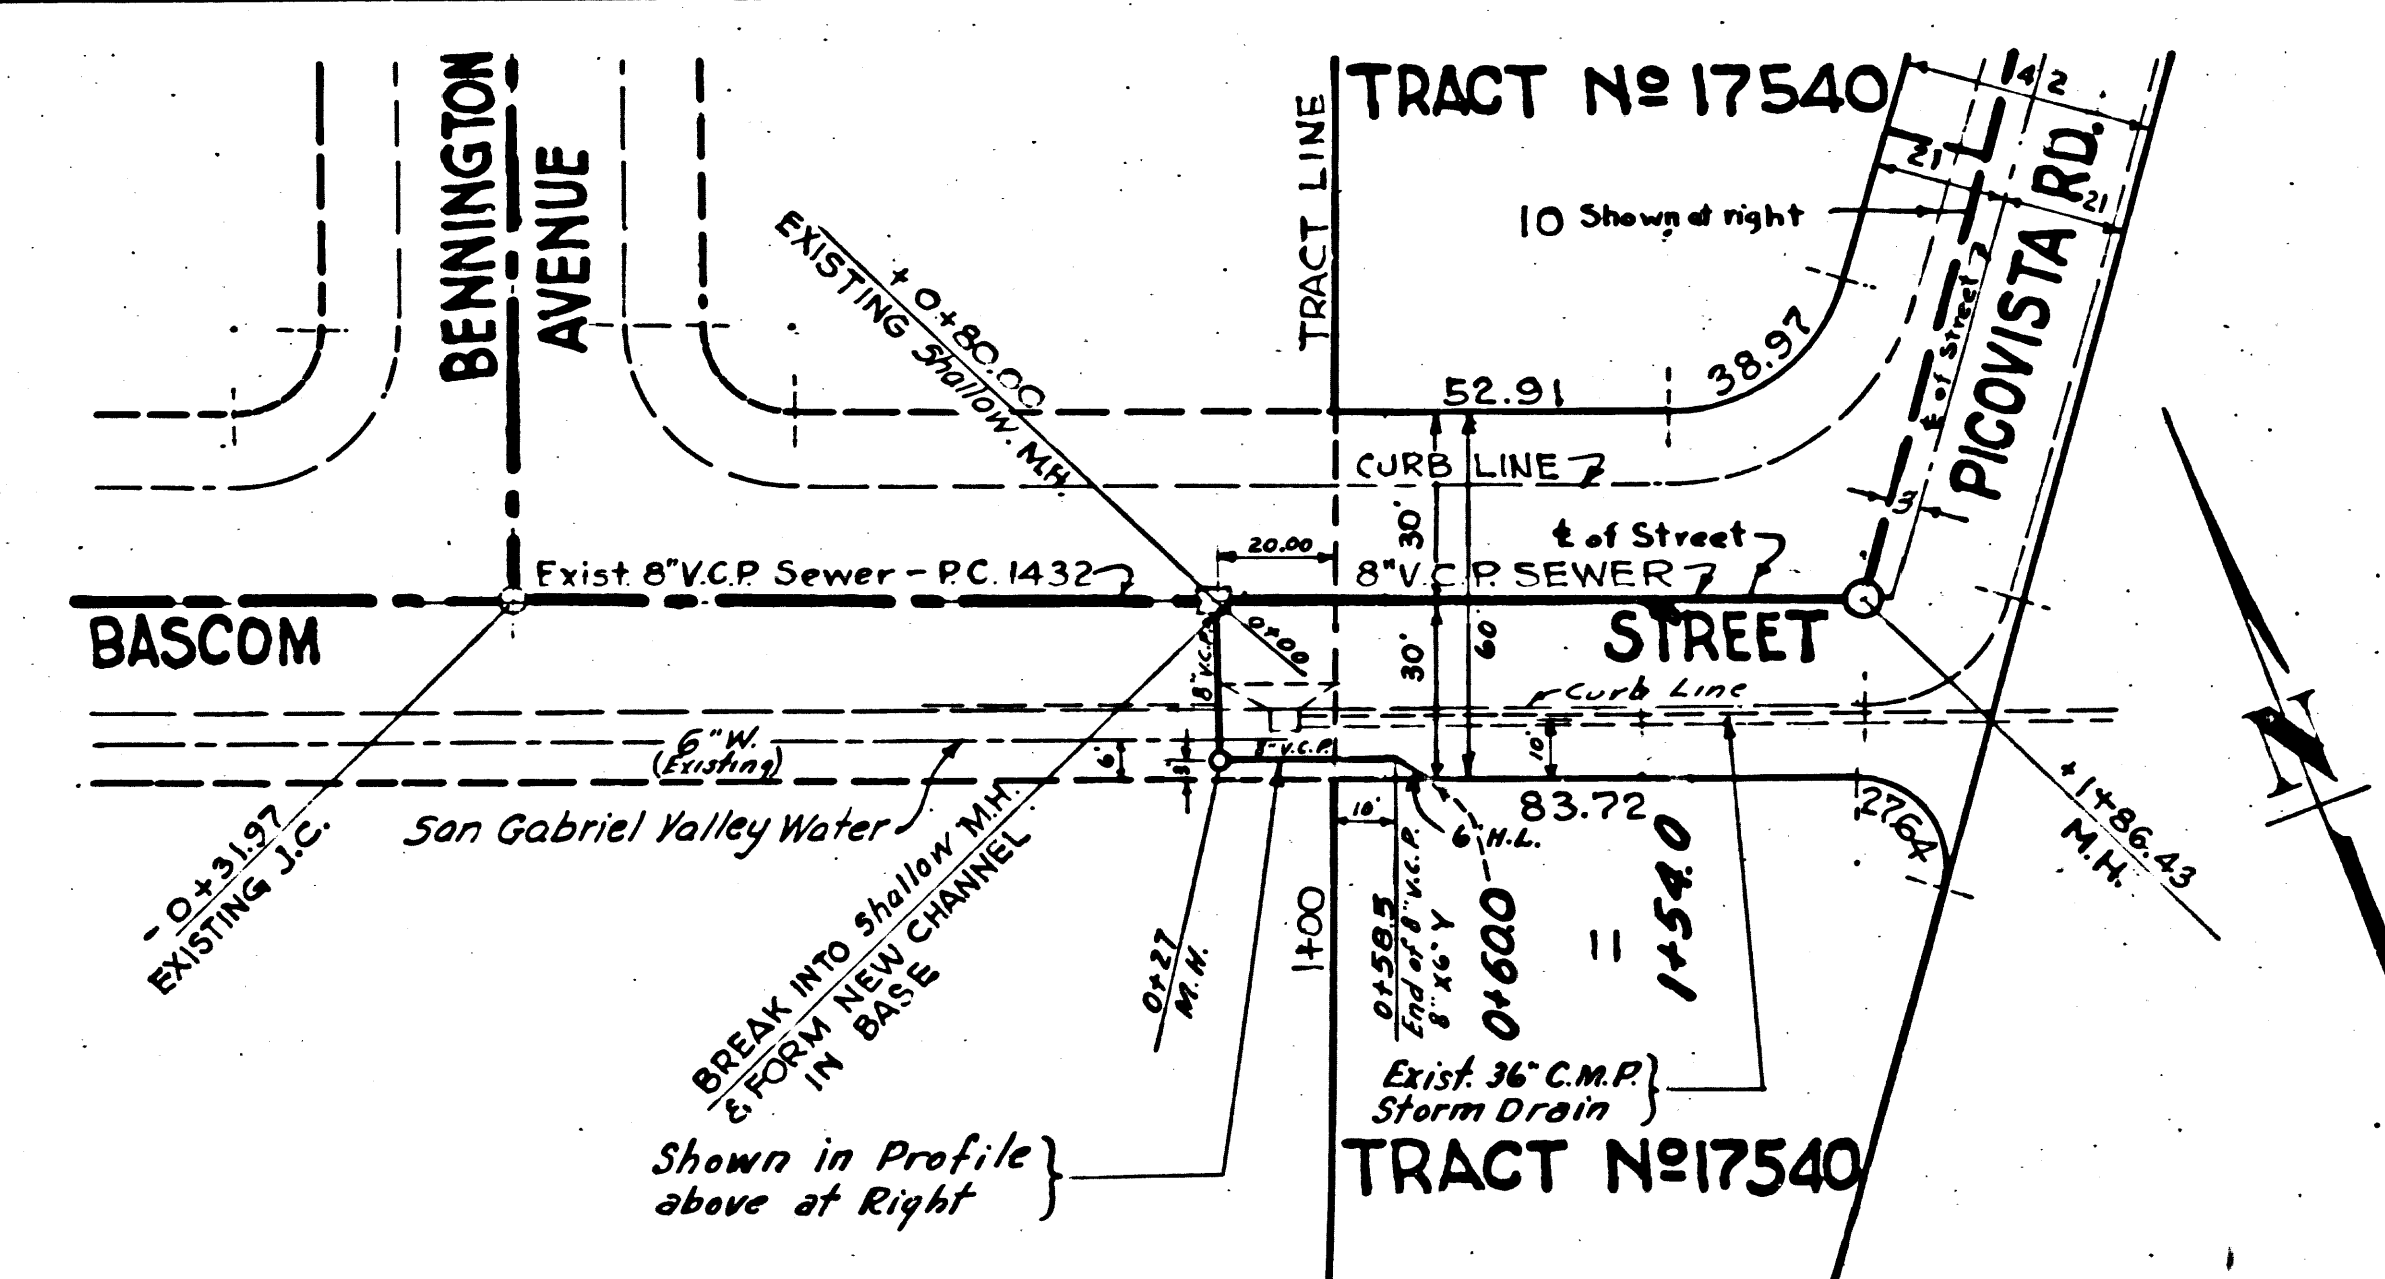 BENNINGTON
AVENUE
TRACT LINE
TRACT Nº 17540
42
21
21
10 Shown at right
PICOVISTA RD.
℄ of Street
3
+ 0+80.00
EXISTING Shallow. M.H.
52.91
38.97
CURB LINE
30'
℄ of Street
20.00
Exist. 8"V.C.P. Sewer - P.C. 1432
8"V.C.P. SEWER
BASCOM
STREET
0+00
8"V.C.P.
30'
60
Curb Line
6"W.
(Existing)
6'
3'
8"V.C.P.
10'
San Gabriel Valley Water
10'
6" H.L.
83.72
27.64
- 0+31.97
EXISTING J.C.
+1+86.43
M.H.
BREAK INTO Shallow M.H.
& FORM NEW CHANNEL
IN BASE
0+27
M.H.
1+00
0+58.5
End of 8"V.C.P.
8"x6"Y
0+60.0
=
1+54.0
Exist. 36" C.M.P.
Storm Drain
Shown in Profile
above at Right
TRACT Nº 17540
N